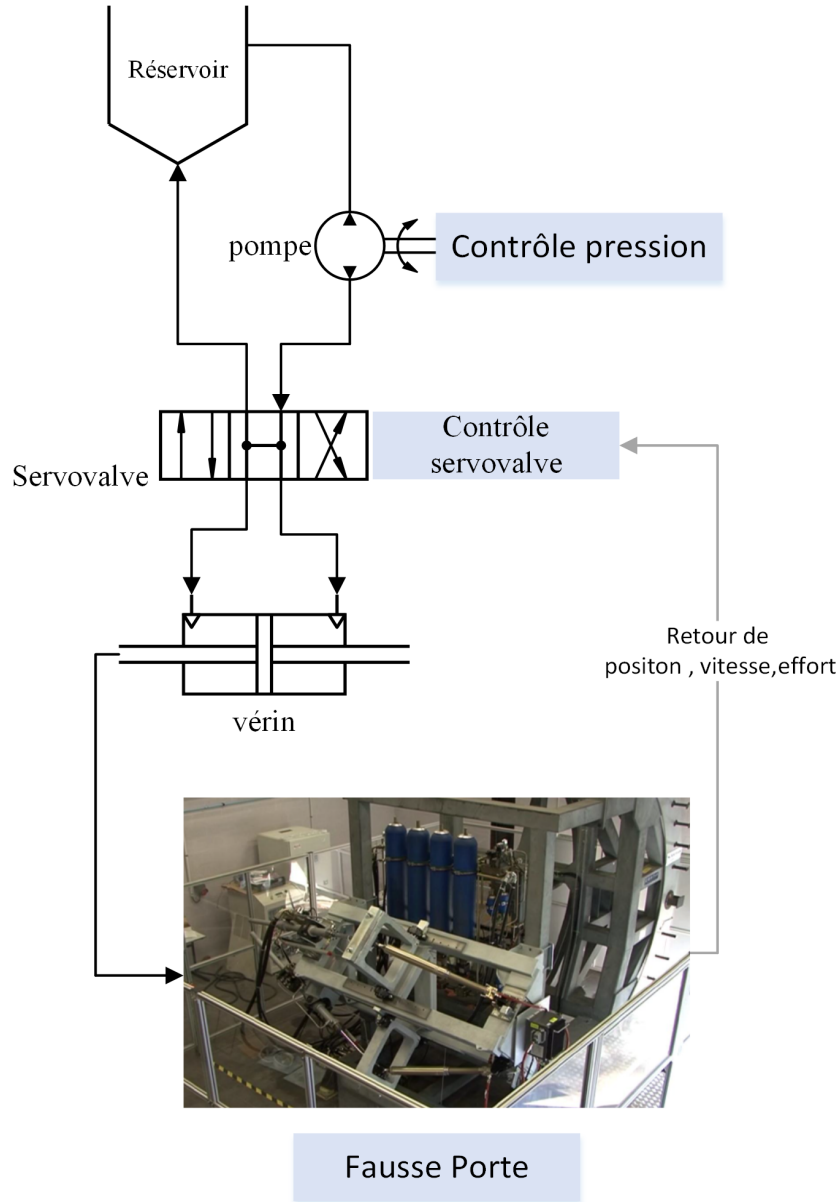 Réservoir
pompe
Contrôle pression
Contrôle
servovalve
Servovalve
Retour de
positon , vitesse,effort
vérin
Fausse Porte